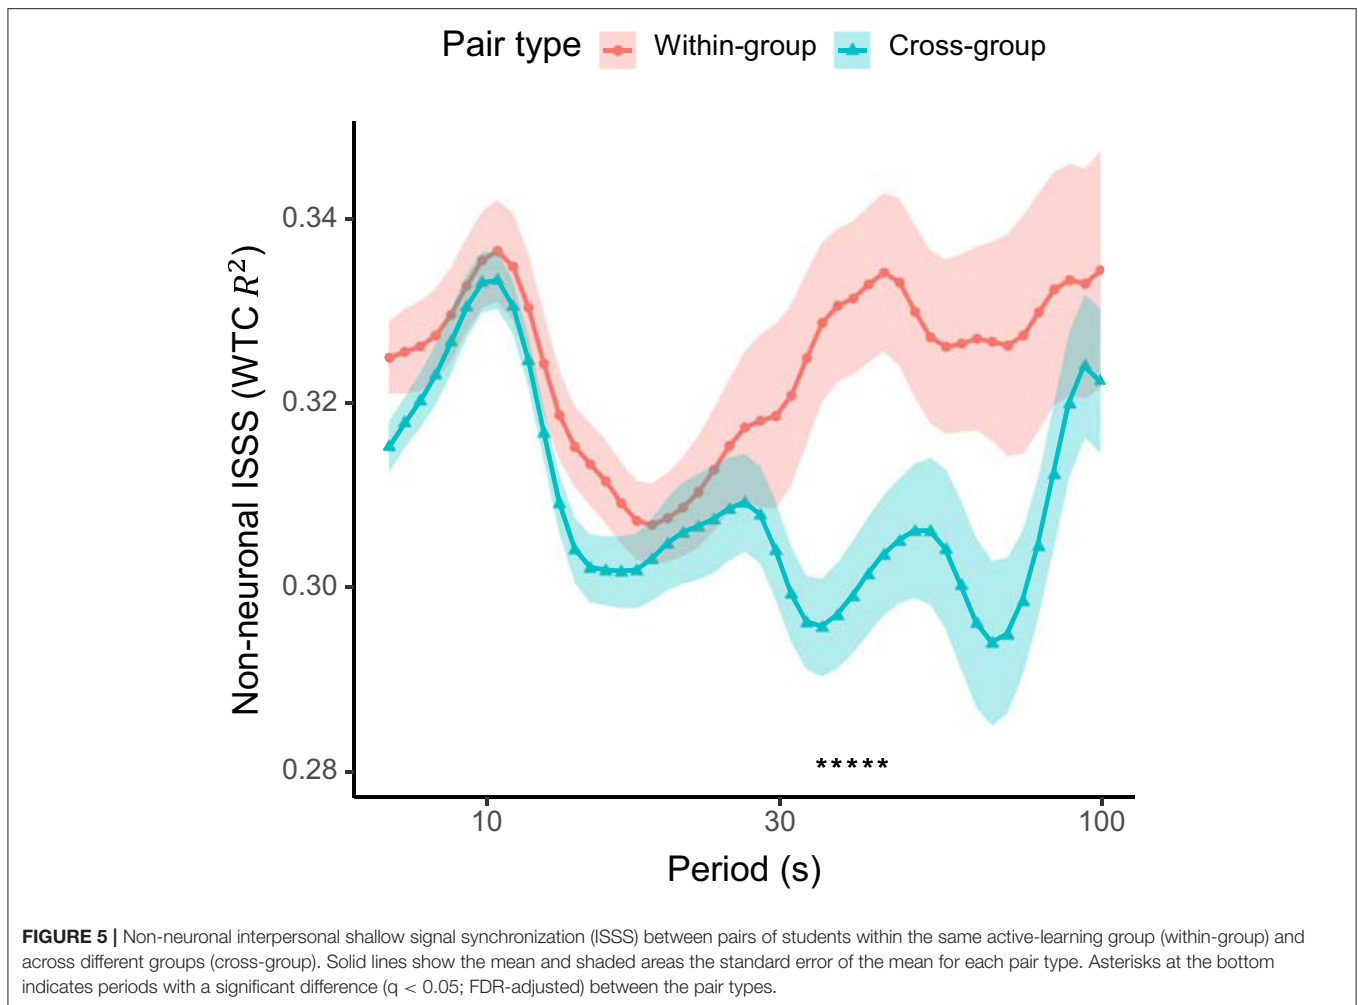 Pair type Within-group Cross-group
Non-neuronal ISSS (WTC R²)
0.34
0.32
0.30
0.28
*****
10 30 100
Period (s)
FIGURE 5 | Non-neuronal interpersonal shallow signal synchronization (ISSS) between pairs of students within the same active-learning group (within-group) and
across different groups (cross-group). Solid lines show the mean and shaded areas the standard error of the mean for each pair type. Asterisks at the bottom
indicates periods with a significant difference (q < 0.05; FDR-adjusted) between the pair types.